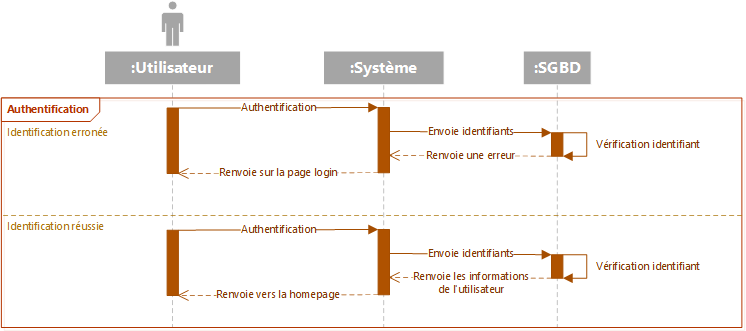 :Utilisateur
:Système
:SGBD
Authentification
Identification erronée
Authentification
Envoie identifiants
Vérification identifiant
Renvoie une erreur
Renvoie sur la page login
Identification réussie
Authentification
Envoie identifiants
Vérification identifiant
Renvoie les informations
de l'utilisateur
Renvoie vers la homepage